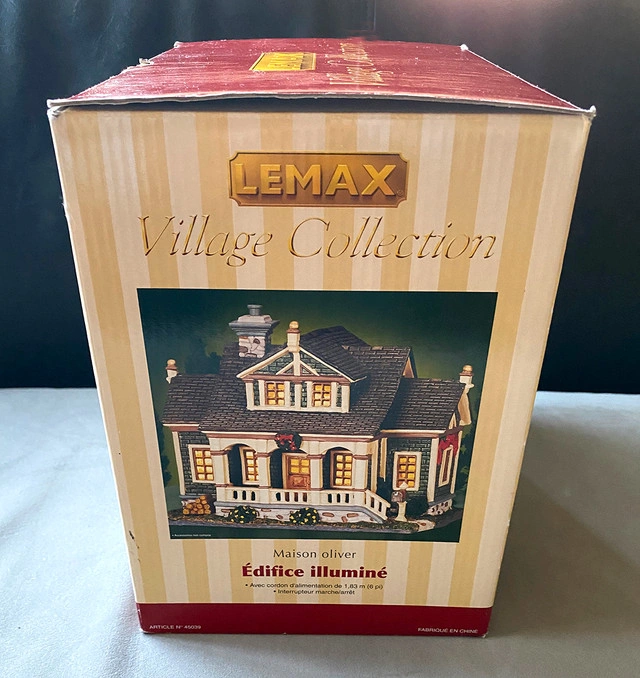 LEMAX
Village Collection
Maison oliver
Édifice illuminé
• Avec cordon d'alimentation de 1,83 m (6 pi)
• Interrupteur marche/arrêt
ARTICLE N° 45039
FABRIQUÉ EN CHINE